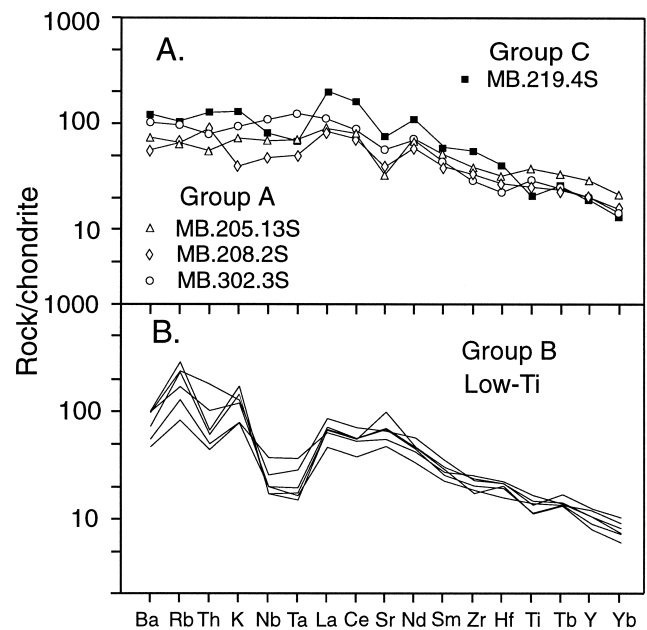 1000
A.
Group C
MB.219.4S
100
Group A
MB.205.13S
MB.208.2S
MB.302.3S
10
Rock/chondrite
1000
B.
Group B
Low-Ti
100
10
Ba Rb Th K Nb Ta La Ce Sr Nd Sm Zr Hf Ti Tb Y Yb